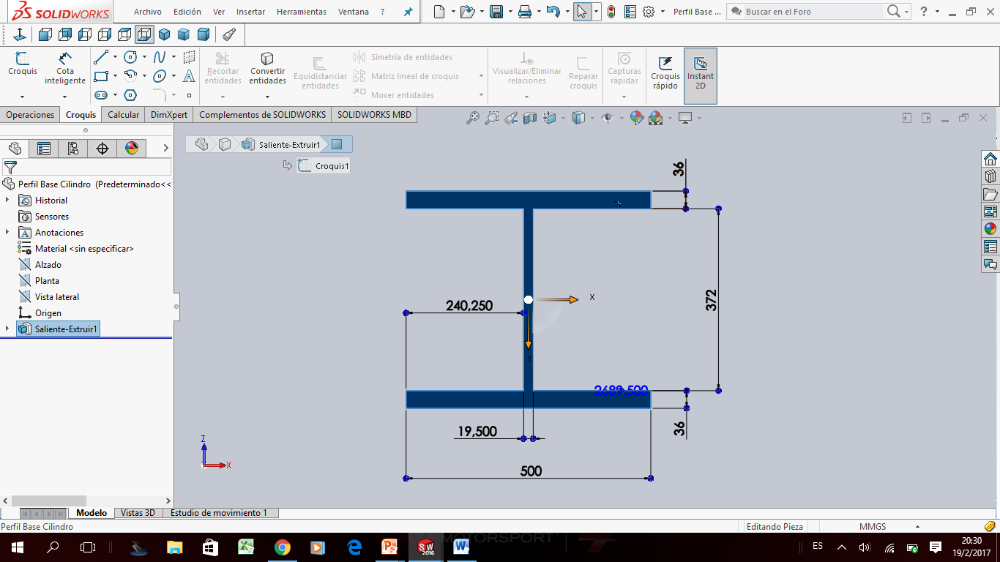 SOLIDWORKS
Archivo Edición Ver Insertar Herramientas Ventana ?
Perfil Base ...
Buscar en el Foro
?
Croquis
Cota inteligente
Recortar entidades
Convertir entidades
Equidistanciar entidades
Simetría de entidades
Matriz lineal de croquis
Mover entidades
Visualizar/Eliminar relaciones
Reparar croquis
Capturas rápidas
Croquis rápido
Instant 2D
Operaciones Croquis Calcular DimXpert Complementos de SOLIDWORKS SOLIDWORKS MBD
Saliente-Extruir1
Croquis1
Perfil Base Cilindro (Predeterminado<<
Historial
Sensores
Anotaciones
Material <sin especificar>
Alzado
Planta
Vista lateral
Origen
Saliente-Extruir1
36
372
240,250
X
Y
2689,500
36
19,500
500
Z
X
Modelo Vistas 3D Estudio de movimiento 1
Perfil Base Cilindro
Editando Pieza
MMGS
ES
20:30
19/2/2017